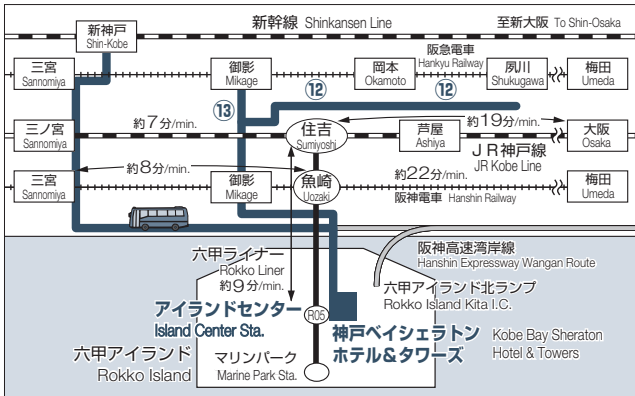 新幹線 Shinkansen Line
至新大阪 To Shin-Osaka
新神戸
Shin-Kobe
阪急電車
Hankyu Railway
三宮
Sannomiya
御影
Mikage
岡本
Okamoto
夙川
Shukugawa
梅田
Umeda
⑫
⑫
⑬
約7分/min.
約19分/min.
三ノ宮
Sannomiya
住吉
Sumiyoshi
芦屋
Ashiya
大阪
Osaka
JR神戸線
JR Kobe Line
約8分/min.
約22分/min.
三宮
Sannomiya
御影
Mikage
魚崎
Uozaki
阪神電車 Hanshin Railway
梅田
Umeda
六甲ライナー
Rokko Liner
約9分/min.
阪神高速湾岸線
Hanshin Expressway Wangan Route
六甲アイランド北ランプ
Rokko Island Kita I.C.
アイランドセンター
Island Center Sta.
R05
神戸ベイシェラトン
ホテル&タワーズ
Kobe Bay Sheraton
Hotel & Towers
六甲アイランド
Rokko Island
マリンパーク
Marine Park Sta.